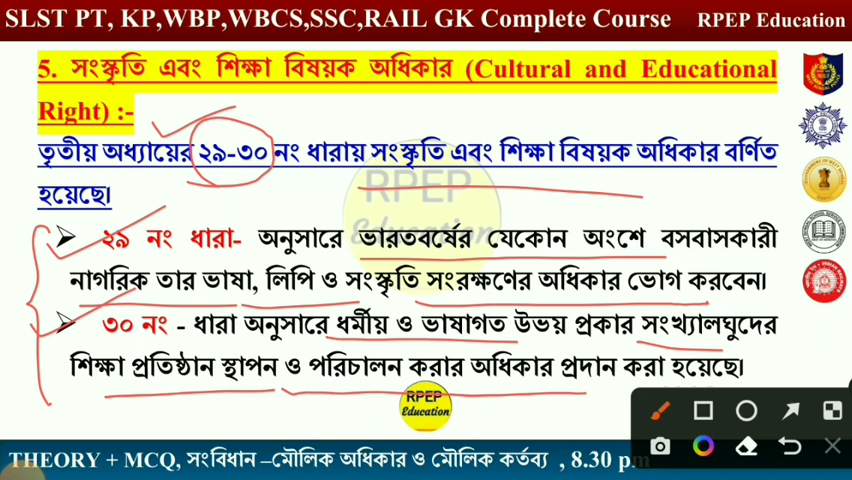 SLST PT, KP,WBP,WBCS,SSC,RAIL GK Complete Course RPEP Education
5. সংস্কৃতি এবং শিক্ষা বিষয়ক অধিকার (Cultural and Educational
Right) :-
তৃতীয় অধ্যায়ের ২৯-৩০ নং ধারায় সংস্কৃতি এবং শিক্ষা বিষয়ক অধিকার বর্ণিত
হয়েছে।
২৯ নং ধারা- অনুসারে ভারতবর্ষের যেকোন অংশে বসবাসকারী
নাগরিক তার ভাষা, লিপি ও সংস্কৃতি সংরক্ষণের অধিকার ভোগ করবেন।
৩০ নং - ধারা অনুসারে ধর্মীয় ও ভাষাগত উভয় প্রকার সংখ্যালঘুদের
শিক্ষা প্রতিষ্ঠান স্থাপন ও পরিচালন করার অধিকার প্রদান করা হয়েছে।
RPEP
Education
THEORY + MCQ, সংবিধান –মৌলিক অধিকার ও মৌলিক কর্তব্য , 8.30 pm